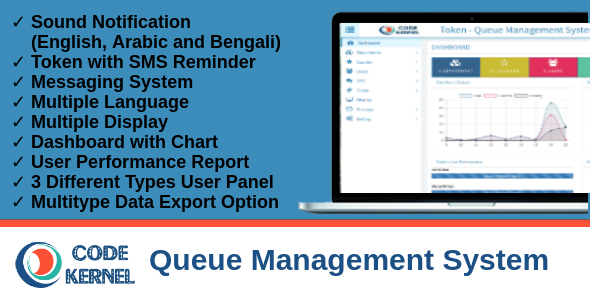 ✓ Sound Notification
(English, Arabic and Bengali)
✓ Token with SMS Reminder
✓ Messaging System
✓ Multiple Language
✓ Multiple Display
✓ Dashboard with Chart
✓ User Performance Report
✓ 3 Different Types User Panel
✓ Multitype Data Export Option
CODE
KERNEL
Token - Queue Management System
DASHBOARD
CODE
KERNEL
Queue Management System